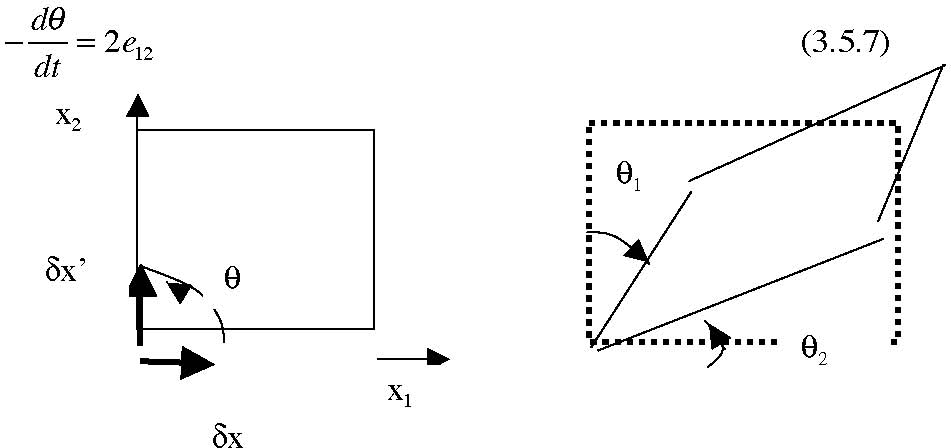 −dθ/dt = 2e₁₂
(3.5.7)
x₂
θ₁
δx’
θ
θ₂
x₁
δx